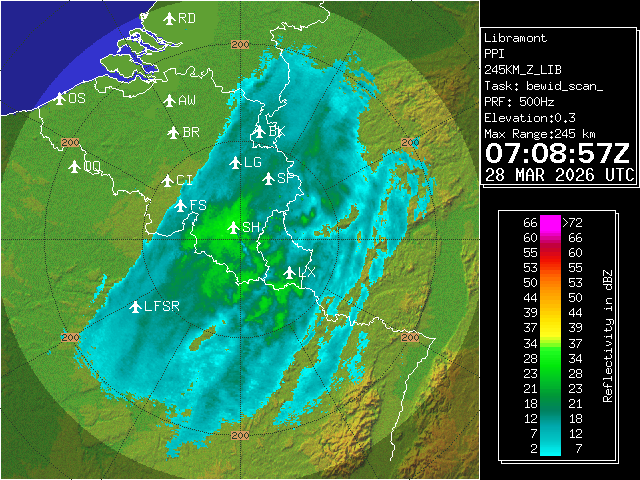 RD
200
OS
AW
BR
BK
200
200
OQ
LG
CI
SP
FS
SH
LX
LFSR
200
200
200
Libramont
PPI
245KM_Z_LIB
Task: bewid_scan_
PRF: 500Hz
Elevation:0.3
Max Range:245 km
07:08:57Z
28 MAR 2026 UTC
66 >72
60 66
55 60
53 55
50 53
44 50
39 44
37 39
34 37
28 34
23 28
21 23
18 21
12 18
7 12
2 7
Reflectivity in dBZ